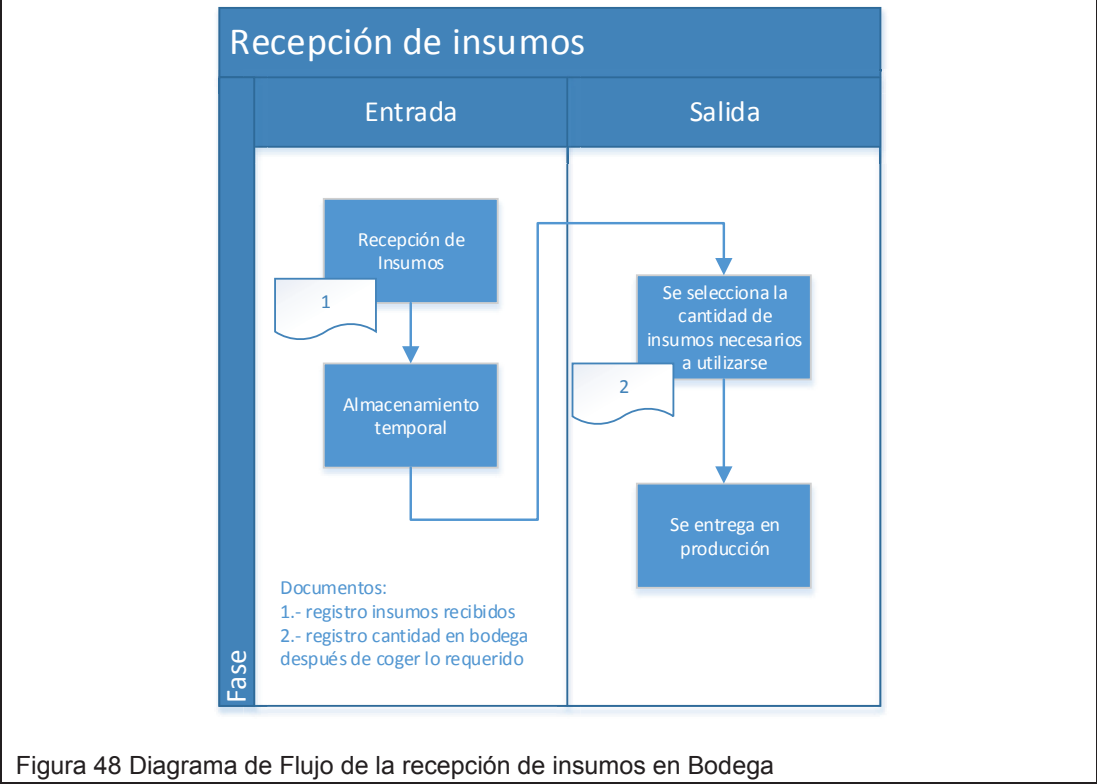 Recepción de insumos
Fase
Entrada
Salida
Recepción de
Insumos
1
Almacenamiento
temporal
Se selecciona la
cantidad de
insumos necesarios
a utilizarse
2
Se entrega en
producción
Documentos:
1.- registro insumos recibidos
2.- registro cantidad en bodega
después de coger lo requerido
Figura 48 Diagrama de Flujo de la recepción de insumos en Bodega